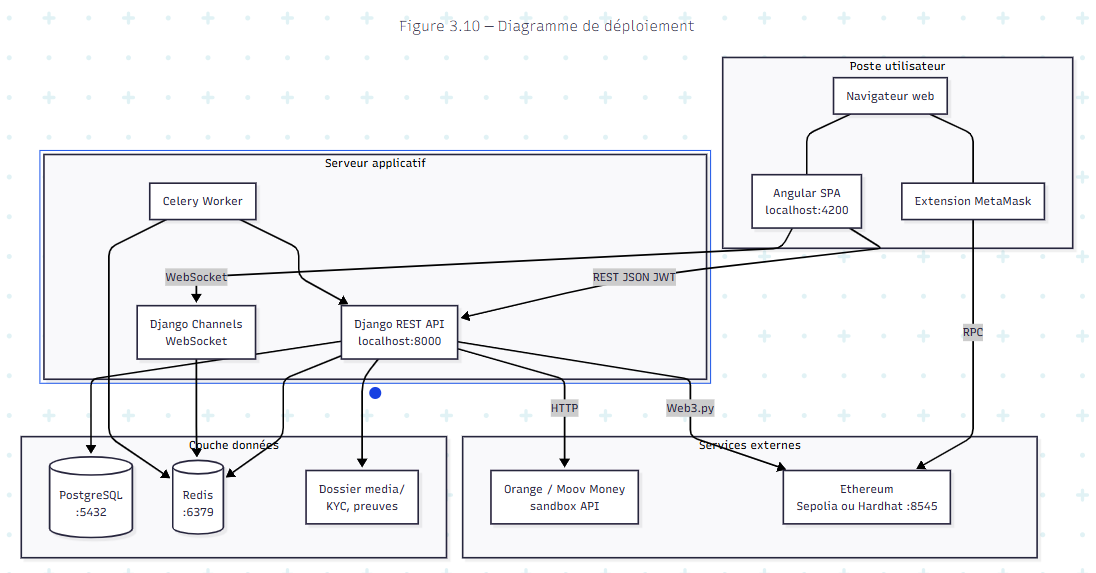 Figure 3.10 – Diagramme de déploiement
Poste utilisateur
Navigateur web
Angular SPA
localhost:4200
Extension MetaMask
Serveur applicatif
Celery Worker
WebSocket
REST JSON JWT
Django Channels
WebSocket
Django REST API
localhost:8000
RPC
HTTP
Web3.py
Couche données
PostgreSQL
:5432
Redis
:6379
Dossier media/
KYC, preuves
Services externes
Orange / Moov Money
sandbox API
Ethereum
Sepolia ou Hardhat :8545